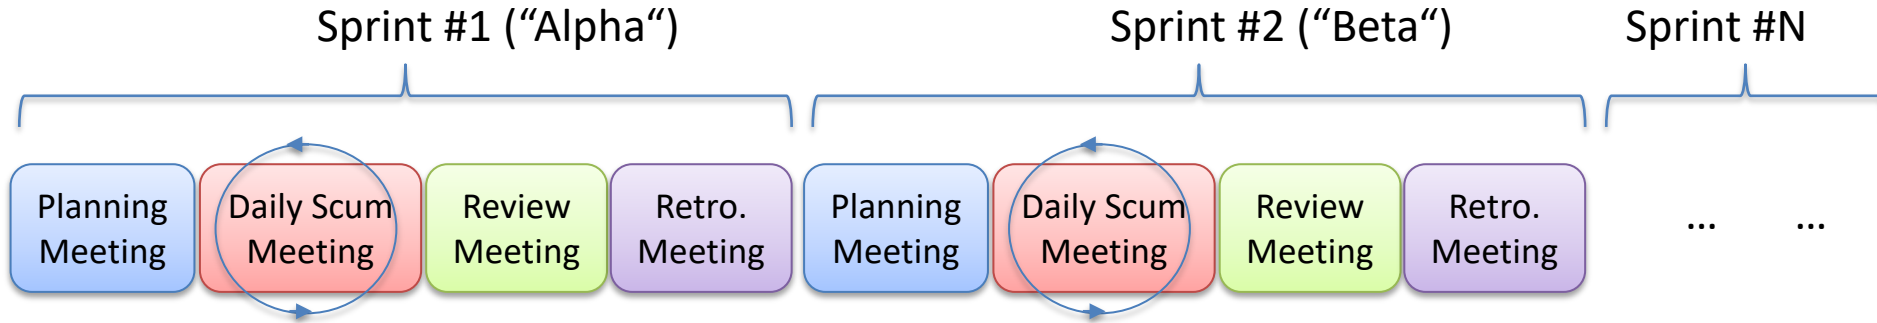 Sprint #1 (“Alpha“)
Sprint #2 (“Beta“)
Sprint #N
Planning
Meeting
Daily Scum
Meeting
Review
Meeting
Retro.
Meeting
Planning
Meeting
Daily Scum
Meeting
Review
Meeting
Retro.
Meeting
... ...